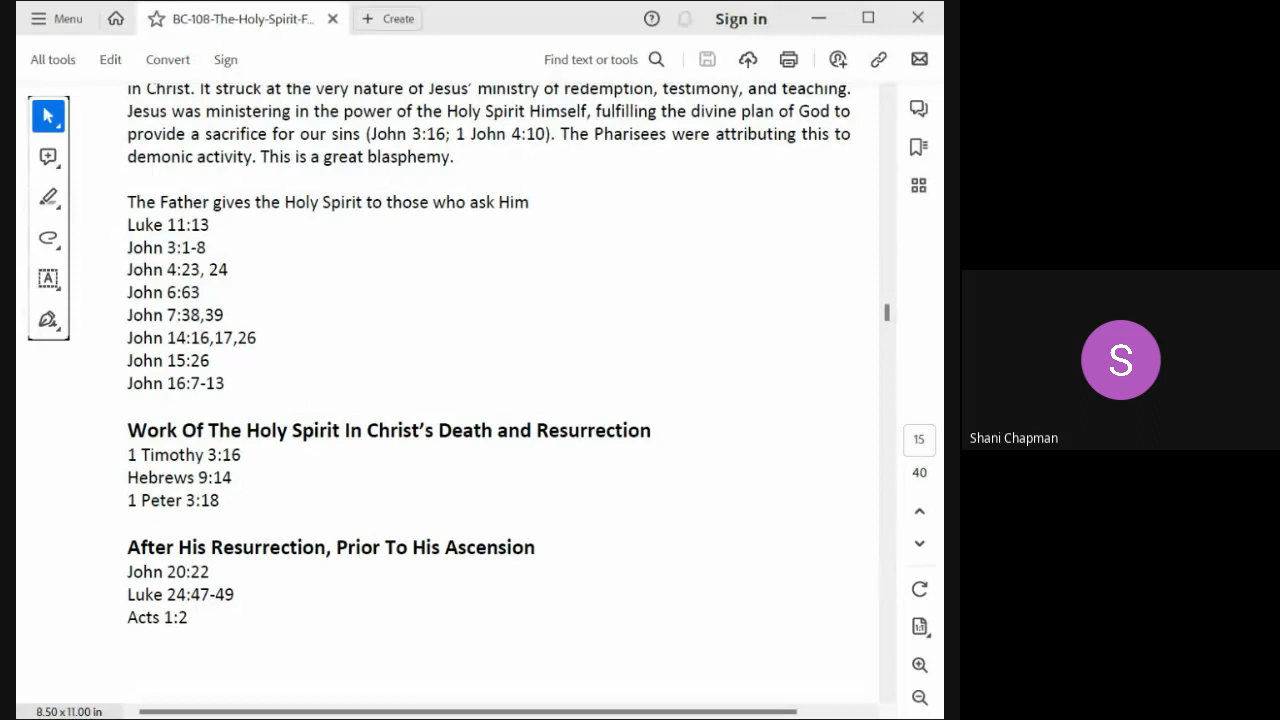 Menu
BC-108-The-Holy-Spirit-F...
Create
Sign in
All tools
Edit
Convert
Sign
Find text or tools
in Christ. It struck at the very nature of Jesus’ ministry of redemption, testimony, and teaching.
Jesus was ministering in the power of the Holy Spirit Himself, fulfilling the divine plan of God to
provide a sacrifice for our sins (John 3:16; 1 John 4:10). The Pharisees were attributing this to
demonic activity. This is a great blasphemy.
The Father gives the Holy Spirit to those who ask Him
Luke 11:13
John 3:1-8
John 4:23, 24
John 6:63
John 7:38,39
John 14:16,17,26
John 15:26
John 16:7-13
Work Of The Holy Spirit In Christ’s Death and Resurrection
1 Timothy 3:16
Hebrews 9:14
1 Peter 3:18
After His Resurrection, Prior To His Ascension
John 20:22
Luke 24:47-49
Acts 1:2
15
40
8.50 x 11.00 in
S
Shani Chapman